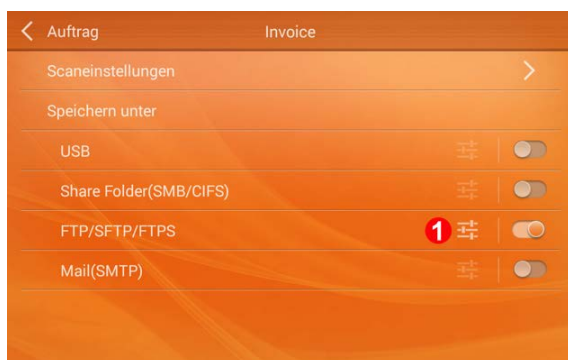 Auftrag Invoice
Scaneinstellungen
Speichern unter
USB
Share Folder(SMB/CIFS)
FTP/SFTP/FTPS 1
Mail(SMTP)